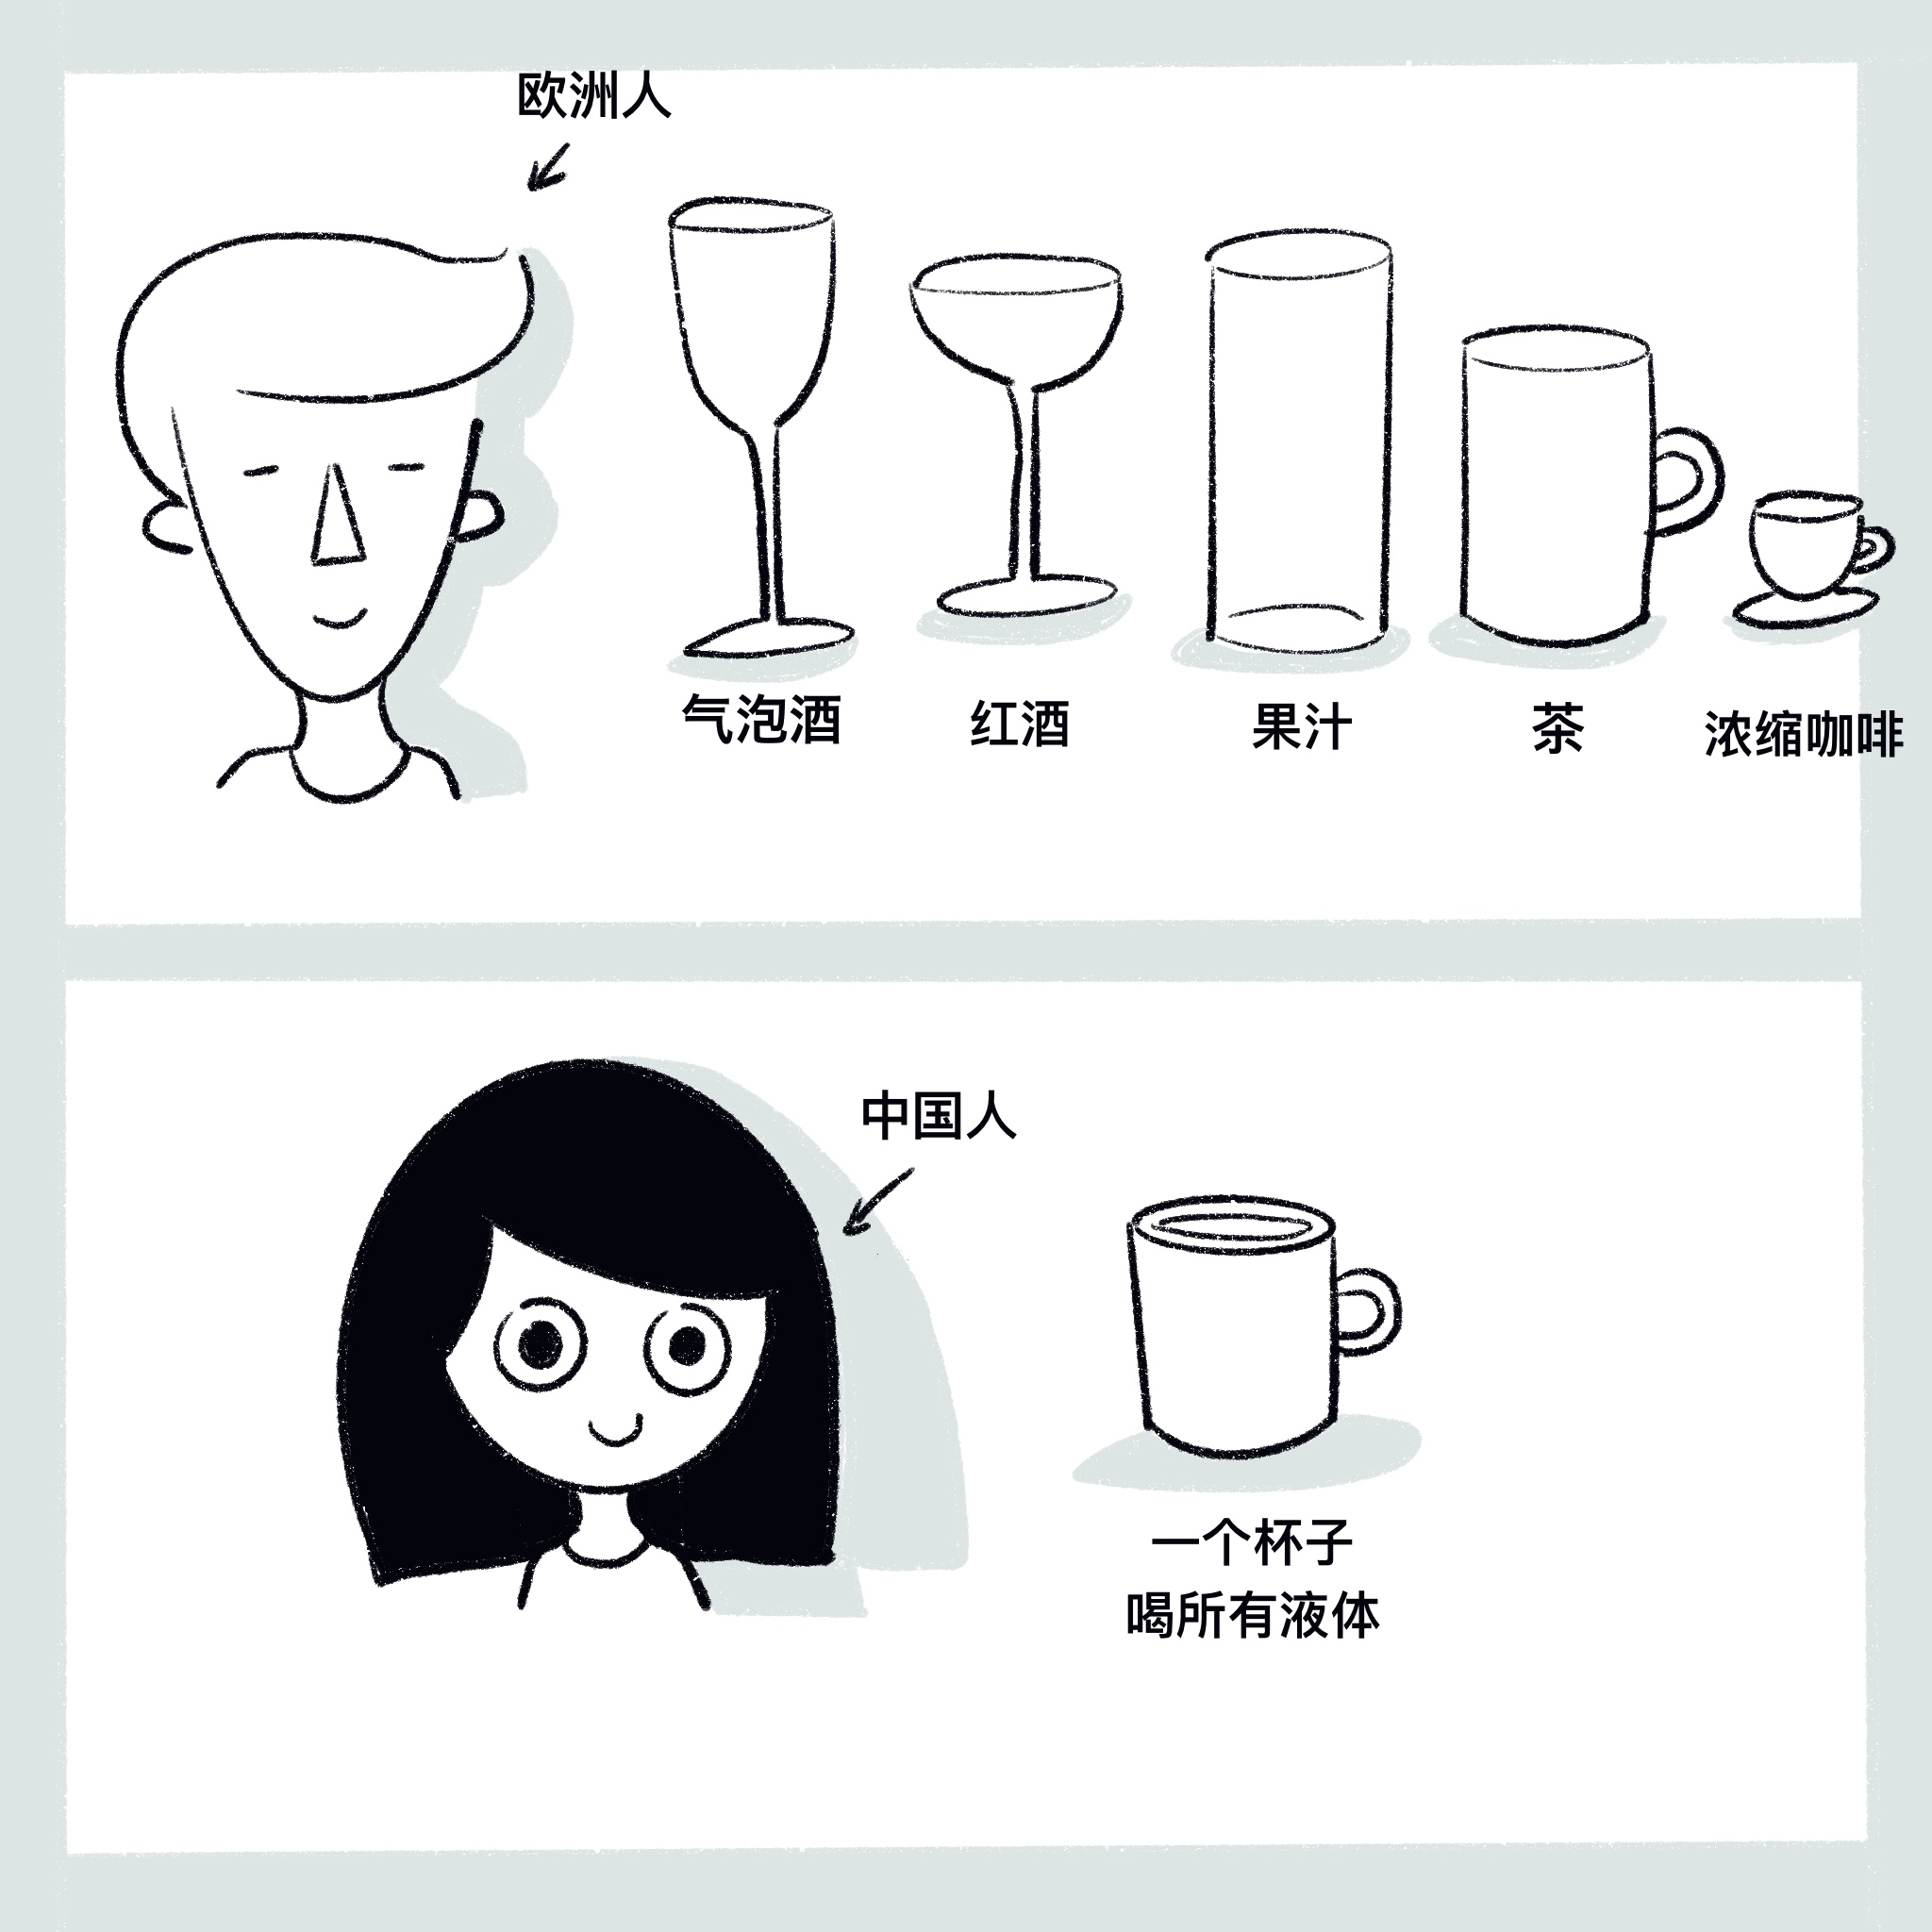 欧洲人
气泡酒
红酒
果汁
茶
浓缩咖啡
中国人
一个杯子
喝所有液体